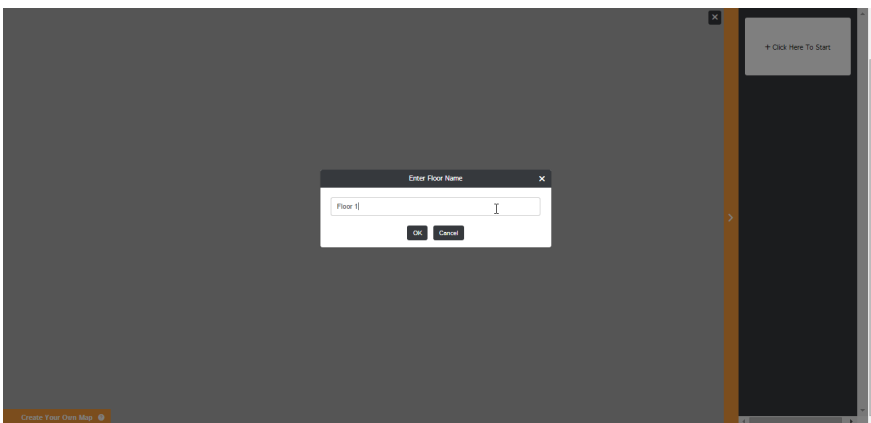 + Click Here To Start
Enter Floor Name
Floor 1
OK Cancel
Create Your Own Map